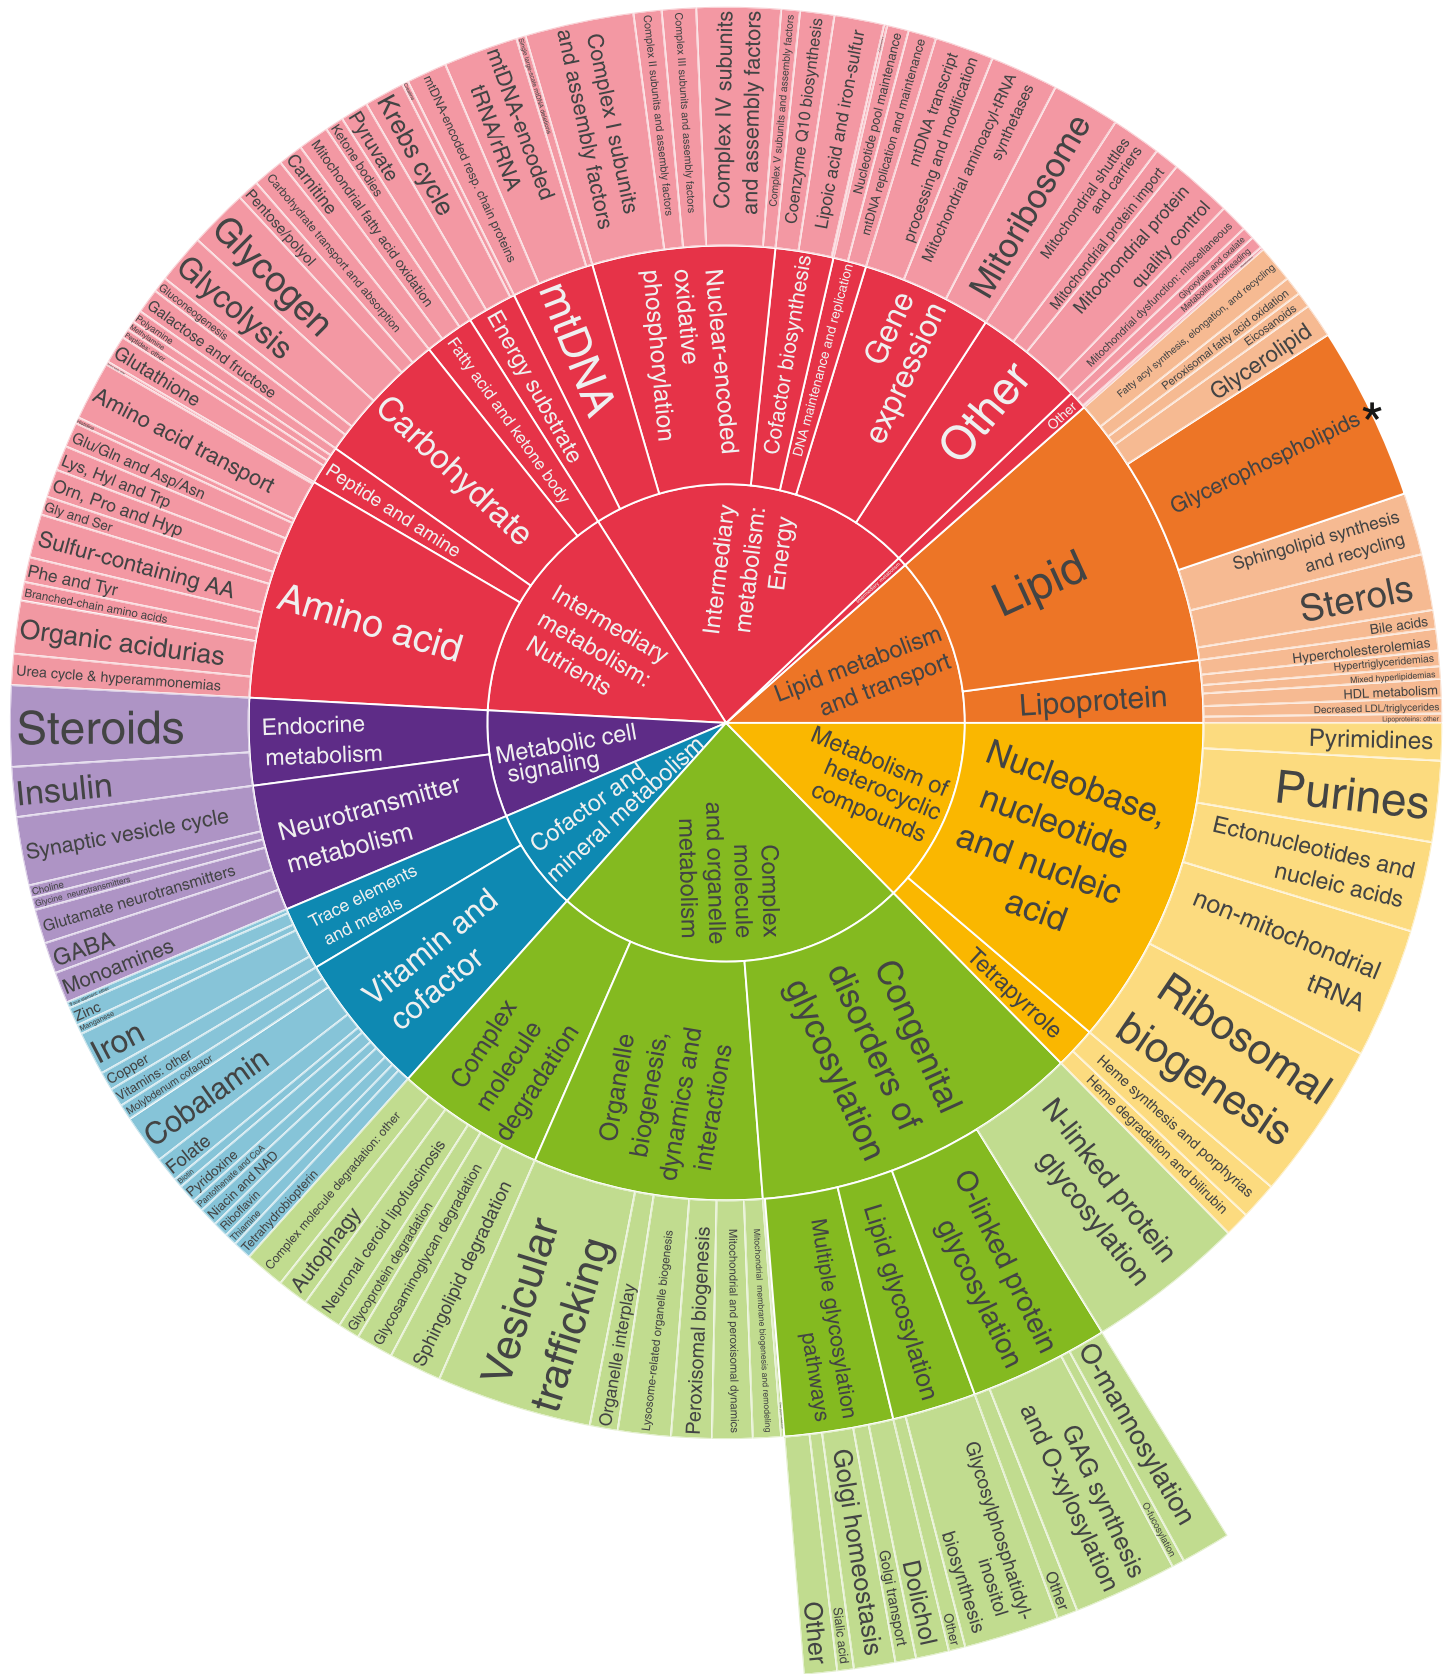 Intermediary
metabolism:
Energy
Lipid metabolism
and transport
Metabolism of
heterocyclic
compounds
Complex
molecule
and organelle
metabolism
Cofactor and
mineral metabolism
Metabolic cell
signaling
Intermediary
metabolism:
Nutrients
mtDNA
Nuclear-encoded
oxidative
phosphorylation
Cofactor biosynthesis
DNA maintenance and replication
Gene
expression
Other
Other
Lipid
Lipoprotein
Nucleobase,
nucleotide
and nucleic
acid
Tetrapyrrole
Congenital
disorders of
glycosylation
Organelle
biogenesis,
dynamics and
interactions
Complex
molecule
degradation
Vitamin and
cofactor
Trace elements
and metals
Neurotransmitter
metabolism
Endocrine
metabolism
Amino acid
Peptide and amine
Carbohydrate
Fatty acid and ketone body
Energy substrate
mtDNA-encoded resp. chain proteins
mtDNA-encoded
tRNA/rRNA
Complex I subunits
and assembly factors
Complex II subunits and assembly factors
Complex III subunits and assembly factors
Complex IV subunits
and assembly factors
Complex V subunits and assembly factors
Coenzyme Q10 biosynthesis
Lipoic acid and iron-sulfur
Nucleotide pool maintenance
mtDNA replication and maintenance
mtDNA transcript
processing and modification
Mitochondrial aminoacyl-tRNA
synthetases
Mitoribosome
Mitochondrial shuttles
and carriers
Mitochondrial protein import
Mitochondrial protein
quality control
Mitochondrial dysfunction: miscellaneous
Glyoxylate and oxalate
Metabolite proofreading
Fatty acyl synthesis, elongation, and recycling
Peroxisomal fatty acid oxidation
Eicosanoids
Glycerolipid
Glycerophospholipids *
Sphingolipid synthesis
and recycling
Sterols
Bile acids
Hypercholesterolemias
Hypertriglyceridemias
Mixed hyperlipidemias
HDL metabolism
Decreased LDL/triglycerides
Lipoproteins: other
Pyrimidines
Purines
Ectonucleotides and
nucleic acids
non-mitochondrial
tRNA
Ribosomal
biogenesis
Heme synthesis and porphyrias
Heme degradation and bilirubin
N-linked protein
glycosylation
O-linked protein
glycosylation
Lipid glycosylation
Multiple glycosylation
pathways
O-mannosylation
O-fucosylation
GAG synthesis
and O-xylosylation
Other
Glycosylphosphatidyl-
inositol
biosynthesis
Other
Dolichol
Golgi transport
Golgi homeostasis
Sialic acid
Other
Mitochondrial membrane biogenesis and remodeling
Mitochondrial and peroxisomal dynamics
Peroxisomal biogenesis
Lysosome-related organelle biogenesis
Organelle interplay
Vesicular
trafficking
Sphingolipid degradation
Glycosaminoglycan degradation
Glycoprotein degradation
Neuronal ceroid lipofuscinosis
Autophagy
Complex molecule degradation: other
Tetrahydrobiopterin
Thiamine
Riboflavin
Niacin and NAD
Pantothenate and CoA
Pyridoxine
Biotin
Folate
Cobalamin
Molybdenum cofactor
Vitamins: other
Copper
Iron
Manganese
Zinc
Monoamines
GABA
Glutamate neurotransmitters
Glycine neurotransmitters
Choline
Synaptic vesicle cycle
Insulin
Steroids
Urea cycle & hyperammonemias
Organic acidurias
Branched-chain amino acids
Phe and Tyr
Sulfur-containing AA
Gly and Ser
Orn, Pro and Hyp
Lys, Hyl and Trp
Glu/Gln and Asp/Asn
Amino acid transport
Glutathione
Peptides: other
Methylamine
Polyamine
Galactose and fructose
Gluconeogenesis
Glycolysis
Glycogen
Pentose/polyol
Carbohydrate transport and absorption
Carnitine
Mitochondrial fatty acid oxidation
Ketone bodies
Pyruvate
Krebs cycle